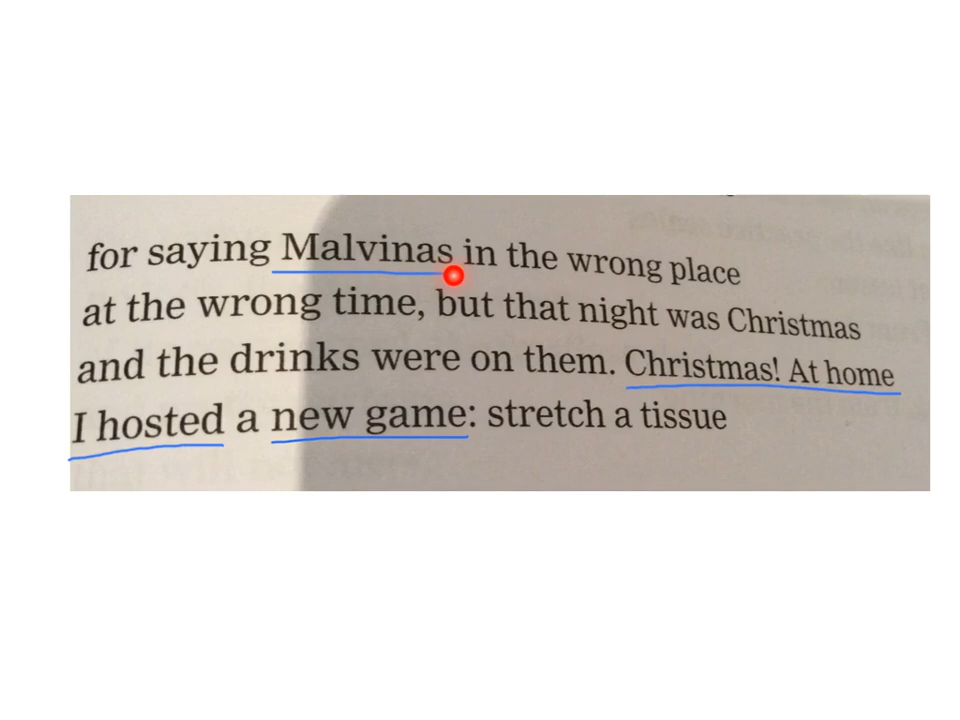 for saying Malvinas in the wrong place
at the wrong time, but that night was Christmas
and the drinks were on them. Christmas! At home
I hosted a new game: stretch a tissue